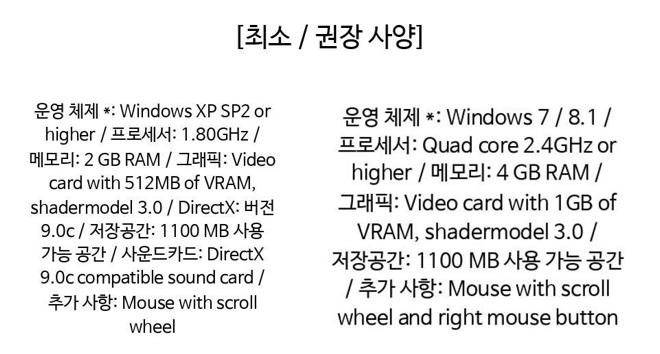 [최소 / 권장 사양]
운영 체제 *: Windows XP SP2 or
higher / 프로세서: 1.80GHz /
메모리: 2 GB RAM / 그래픽: Video
card with 512MB of VRAM,
shadermodel 3.0 / DirectX: 버전
9.0c / 저장공간: 1100 MB 사용
가능 공간 / 사운드카드: DirectX
9.0c compatible sound card /
추가 사항: Mouse with scroll
wheel
운영 체제 *: Windows 7 / 8.1 /
프로세서: Quad core 2.4GHz or
higher / 메모리: 4 GB RAM /
그래픽: Video card with 1GB of
VRAM, shadermodel 3.0 /
저장공간: 1100 MB 사용 가능 공간
/ 추가 사항: Mouse with scroll
wheel and right mouse button